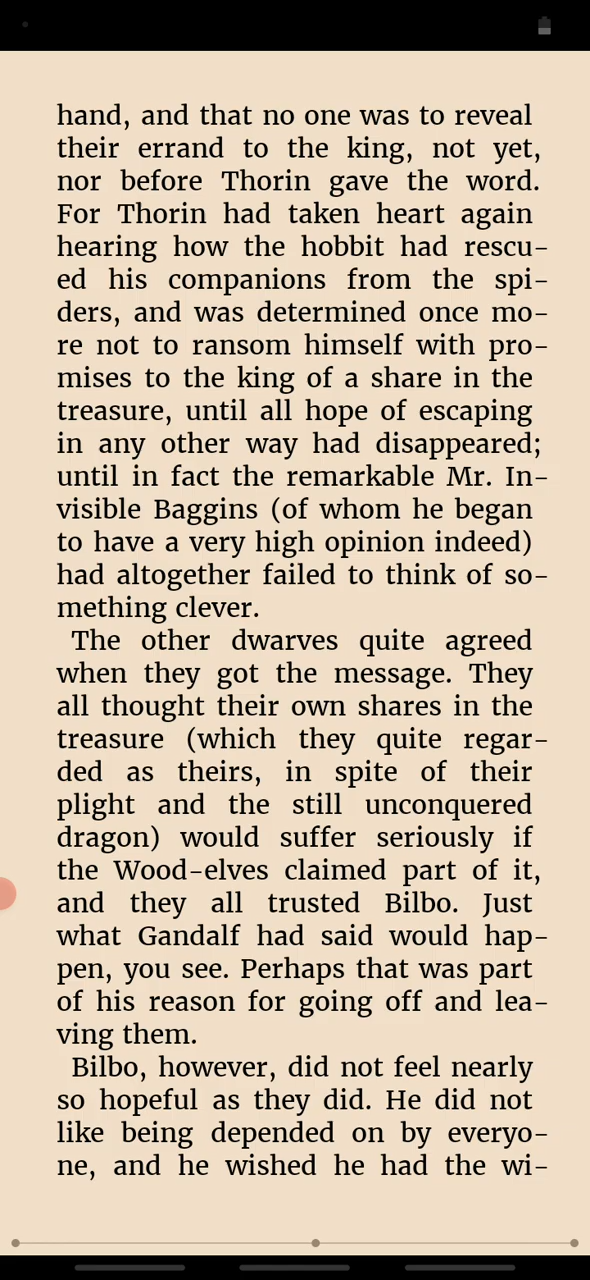 hand, and that no one was to reveal
their errand to the king, not yet,
nor before Thorin gave the word.
For Thorin had taken heart again
hearing how the hobbit had rescu-
ed his companions from the spi-
ders, and was determined once mo-
re not to ransom himself with pro-
mises to the king of a share in the
treasure, until all hope of escaping
in any other way had disappeared;
until in fact the remarkable Mr. In-
visible Baggins (of whom he began
to have a very high opinion indeed)
had altogether failed to think of so-
mething clever.
The other dwarves quite agreed
when they got the message. They
all thought their own shares in the
treasure (which they quite regar-
ded as theirs, in spite of their
plight and the still unconquered
dragon) would suffer seriously if
the Wood-elves claimed part of it,
and they all trusted Bilbo. Just
what Gandalf had said would hap-
pen, you see. Perhaps that was part
of his reason for going off and lea-
ving them.
Bilbo, however, did not feel nearly
so hopeful as they did. He did not
like being depended on by everyo-
ne, and he wished he had the wi-